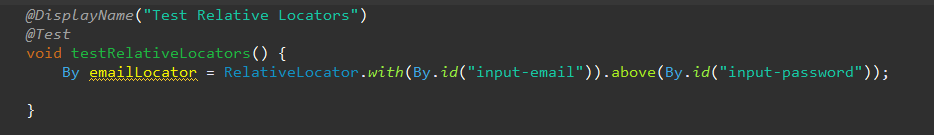 @DisplayName("Test Relative Locators")
@Test
void testRelativeLocators() {
    By emailLocator = RelativeLocator.with(By.id("input-email")).above(By.id("input-password"));
}